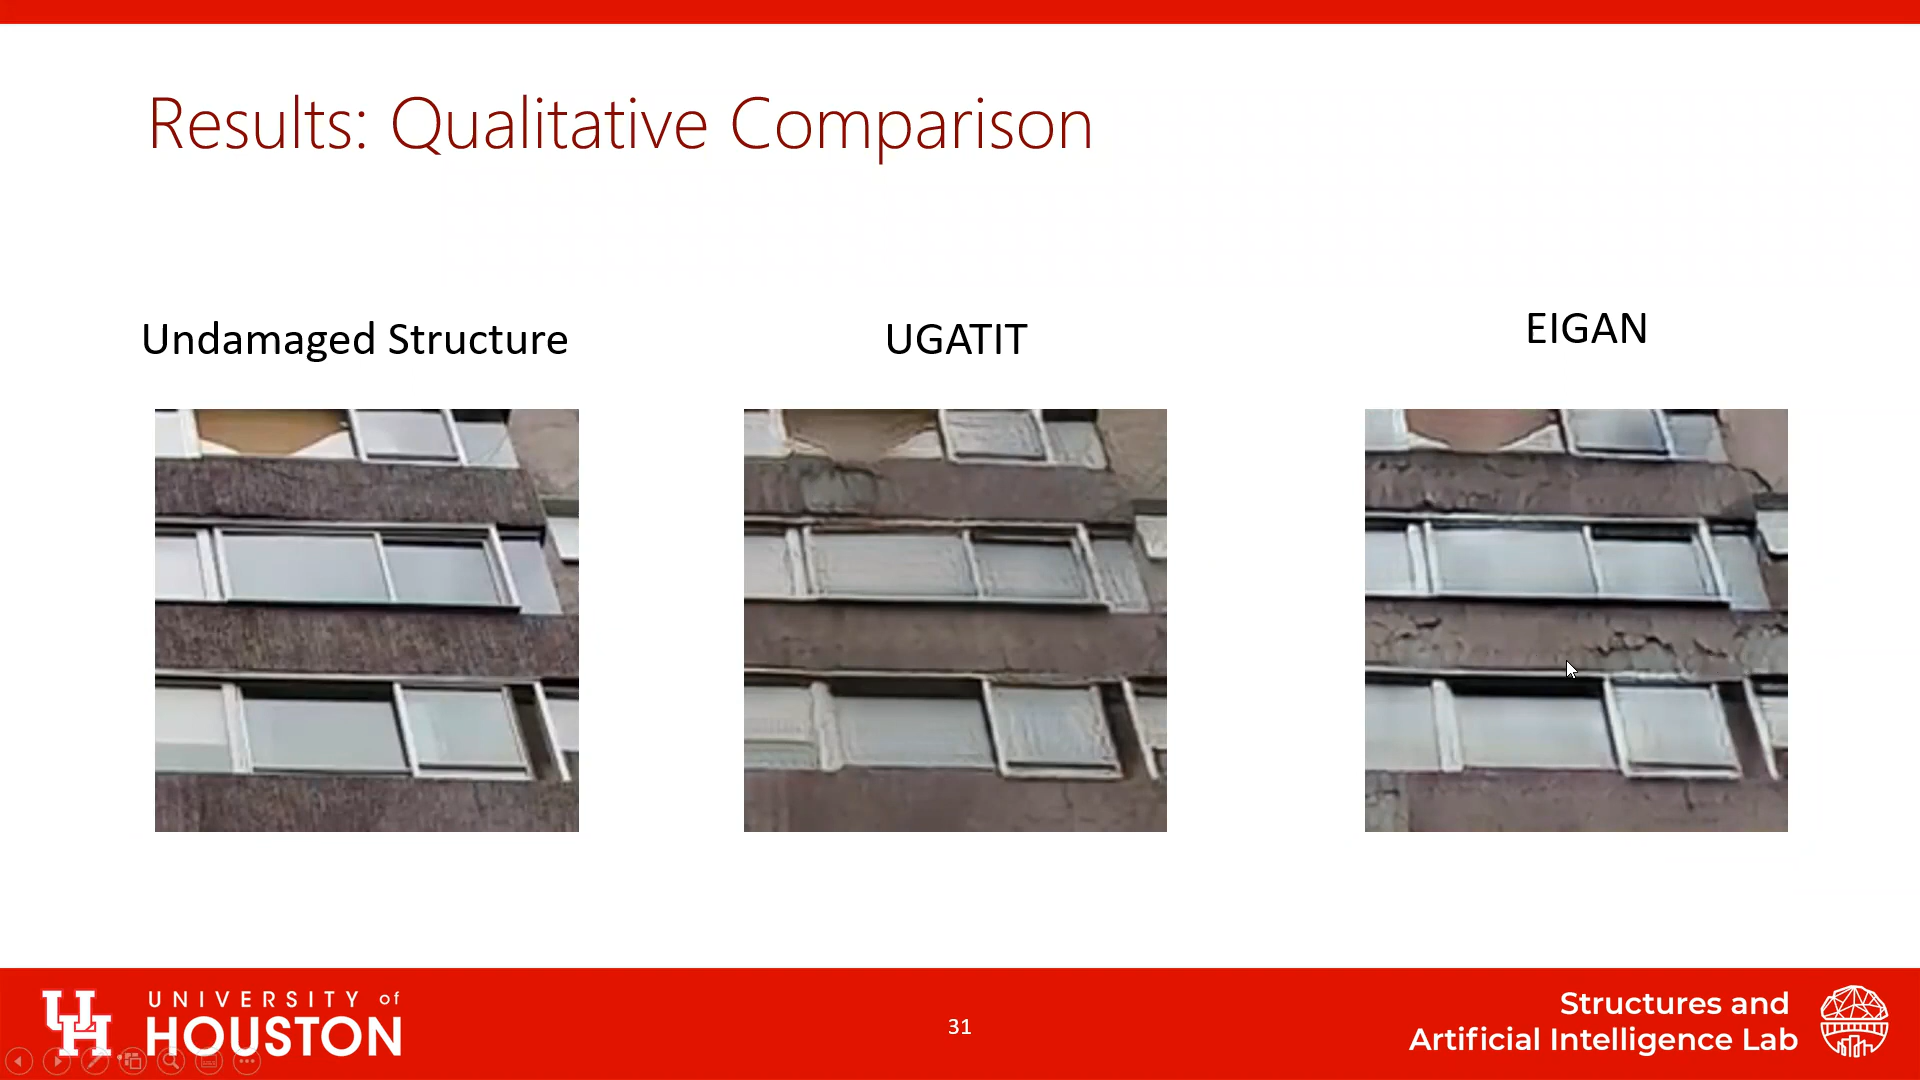 Results: Qualitative Comparison
Undamaged Structure
UGATIT
EIGAN
UNIVERSITY of
HOUSTON
31
Structures and
Artificial Intelligence Lab